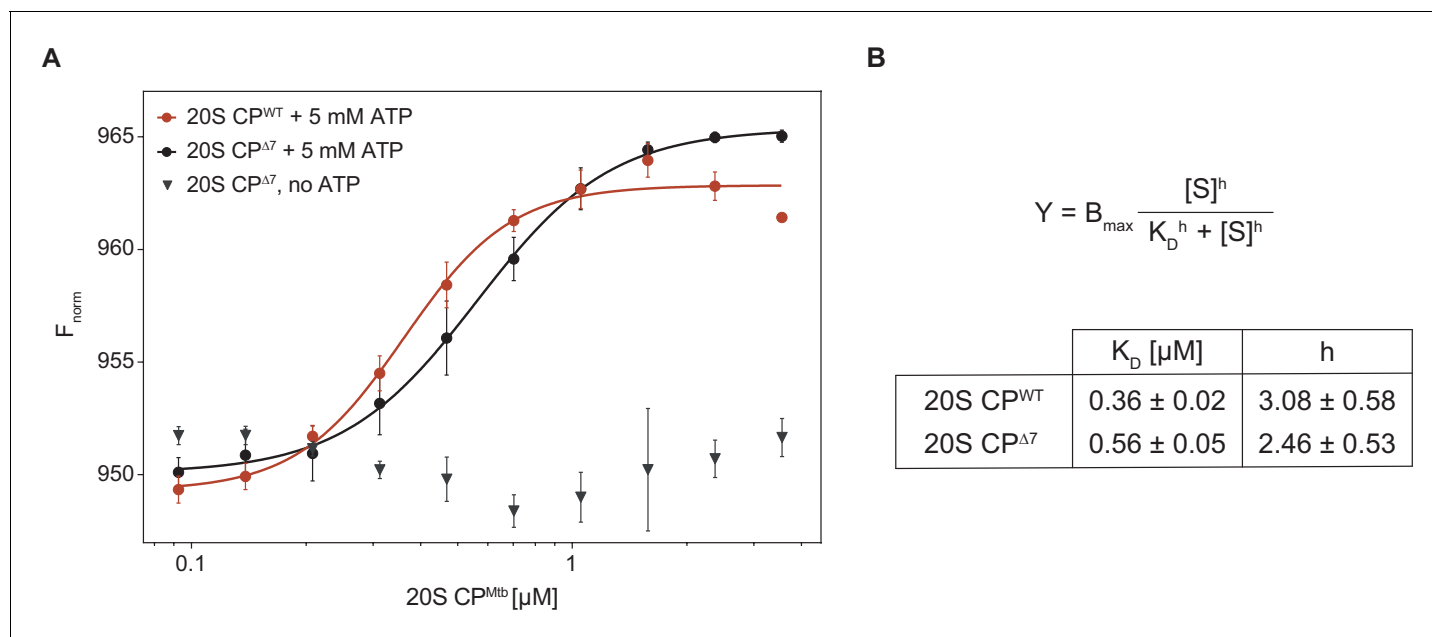 A
20S CP^WT + 5 mM ATP
20S CP^Δ7 + 5 mM ATP
20S CP^Δ7, no ATP
965
960
955
950
F_norm
0.1 1
20S CP^Mtb [µM]
B
Y = B_max [S]^h / K_D^h + [S]^h
K_D [µM] h
20S CP^WT 0.36 ± 0.02 3.08 ± 0.58
20S CP^Δ7 0.56 ± 0.05 2.46 ± 0.53